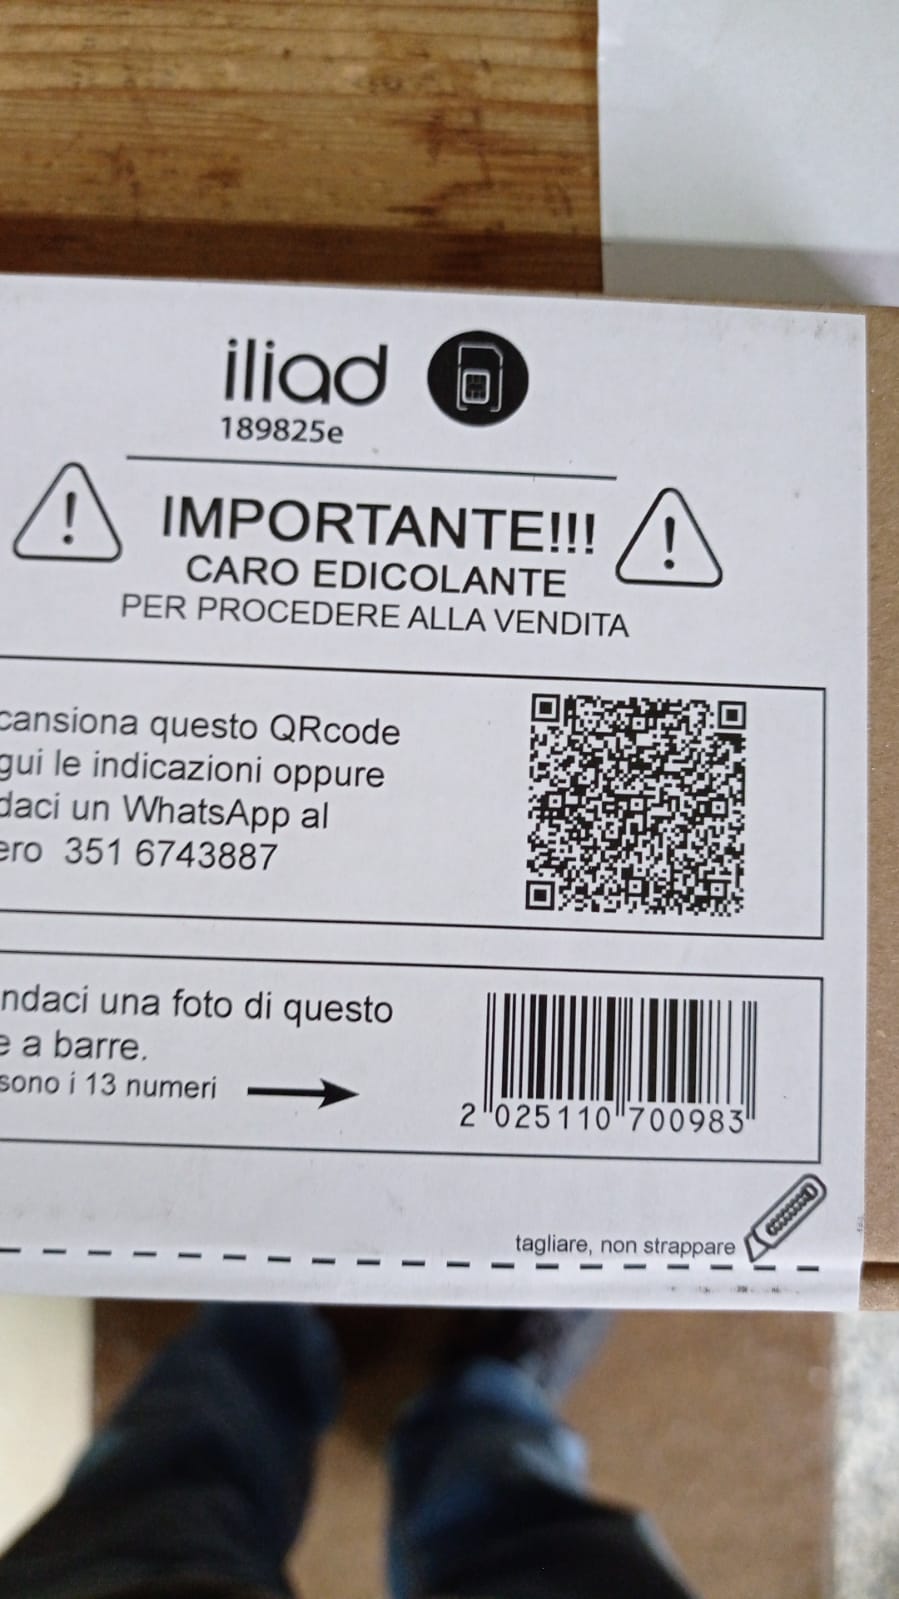 iliad
189825e
IMPORTANTE!!!
CARO EDICOLANTE
PER PROCEDERE ALLA VENDITA
cansiona questo QRcode
gui le indicazioni oppure
daci un WhatsApp al
ero 351 6743887
ndaci una foto di questo
e a barre.
sono i 13 numeri
2 025110 700983
tagliare, non strappare